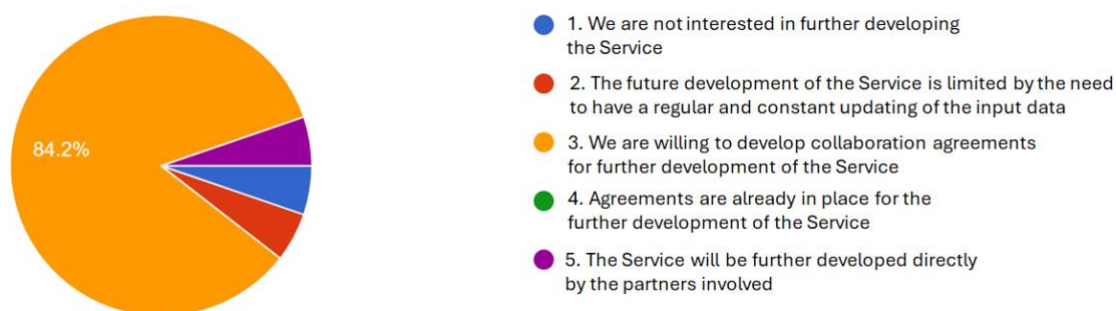 84.2%
1. We are not interested in further developing
the Service
2. The future development of the Service is limited by the need
to have a regular and constant updating of the input data
3. We are willing to develop collaboration agreements
for further development of the Service
4. Agreements are already in place for the
further development of the Service
5. The Service will be further developed directly
by the partners involved